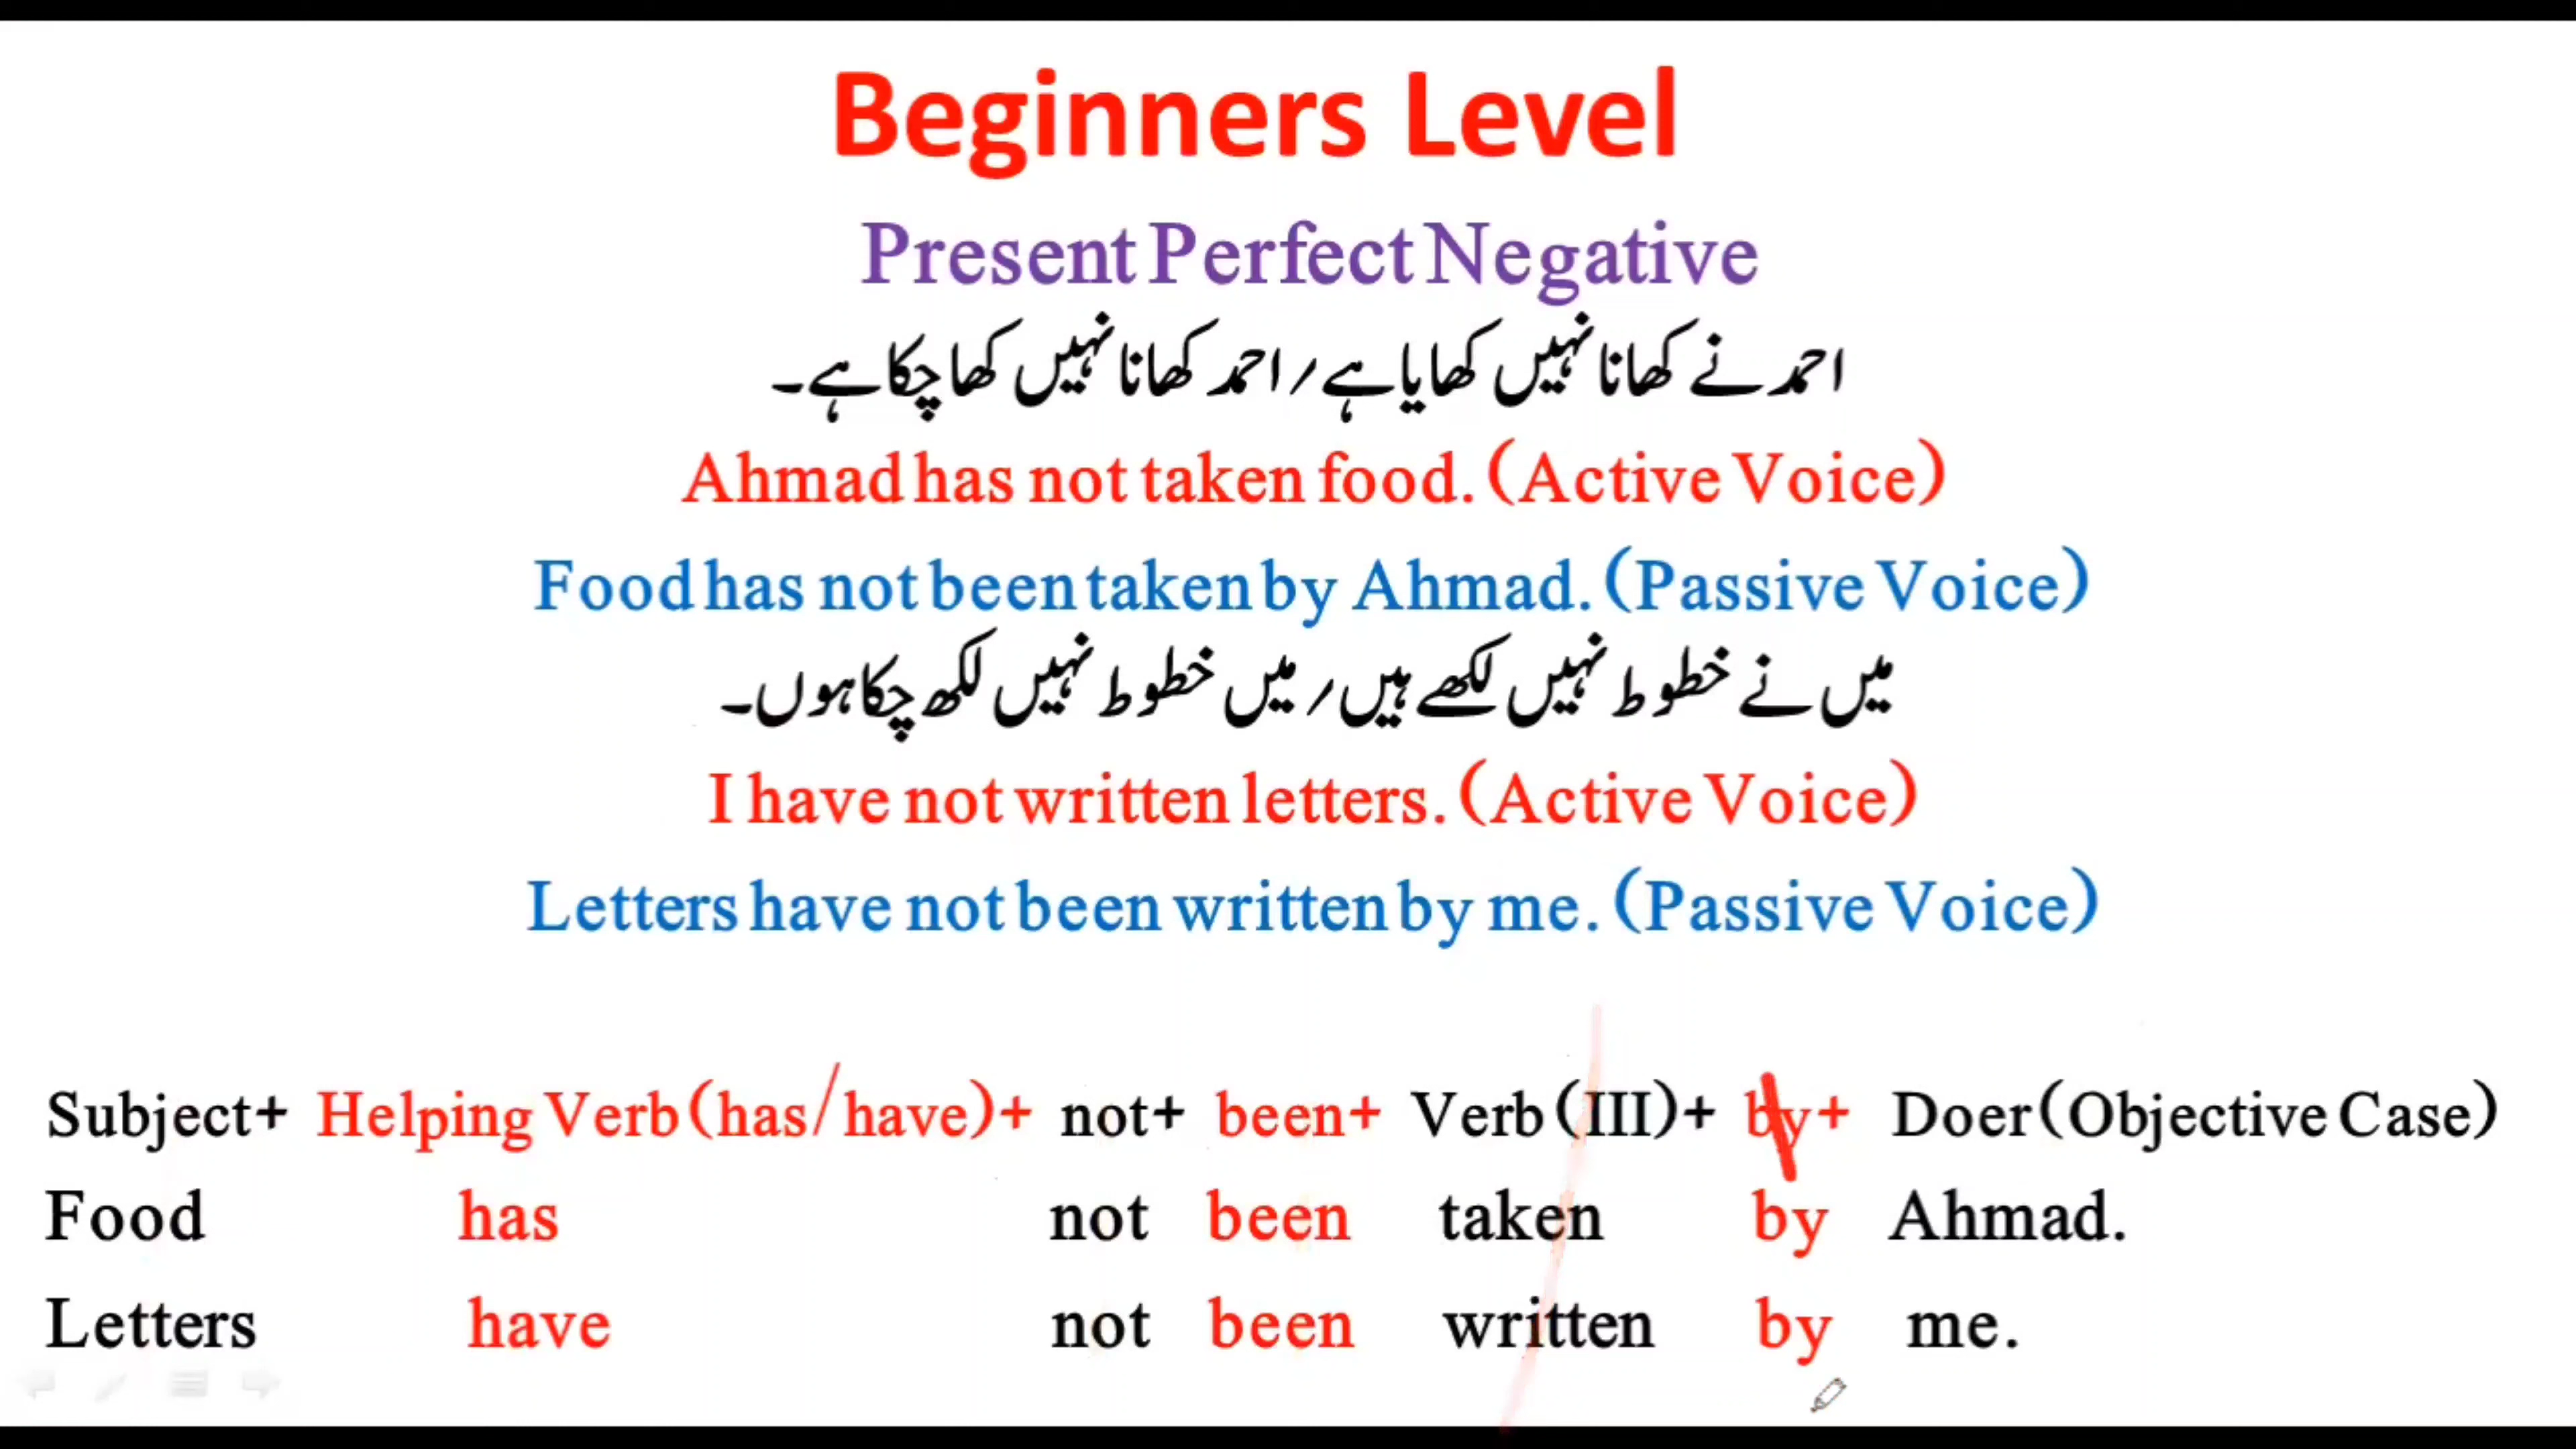 Beginners Level
Present Perfect Negative
احمد نے کھانا نہیں کھایا ہے/ احمد کھانا نہیں کھا چکا ہے۔
Ahmad has not taken food. (Active Voice)
Food has not been taken by Ahmad. (Passive Voice)
میں نے خطوط نہیں لکھے ہیں/ میں خطوط نہیں لکھ چکا ہوں۔
I have not written letters. (Active Voice)
Letters have not been written by me. (Passive Voice)
Subject+ Helping Verb (has/have)+ not+ been+ Verb (III)+ by+ Doer (Objective Case)
Food has not been taken by Ahmad.
Letters have not been written by me.